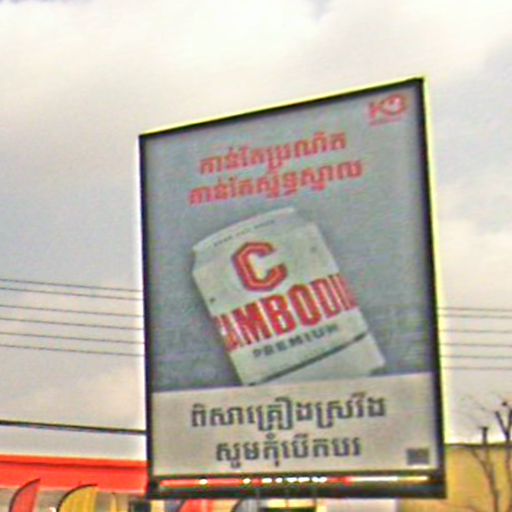 កាន់តែប្រណិត
កាន់តែស្និទ្ធស្នាល
C
CAMBODIA
PREMIUM
ពិសាគ្រឿងស្រវឹង
សូមកុំបើកបរ